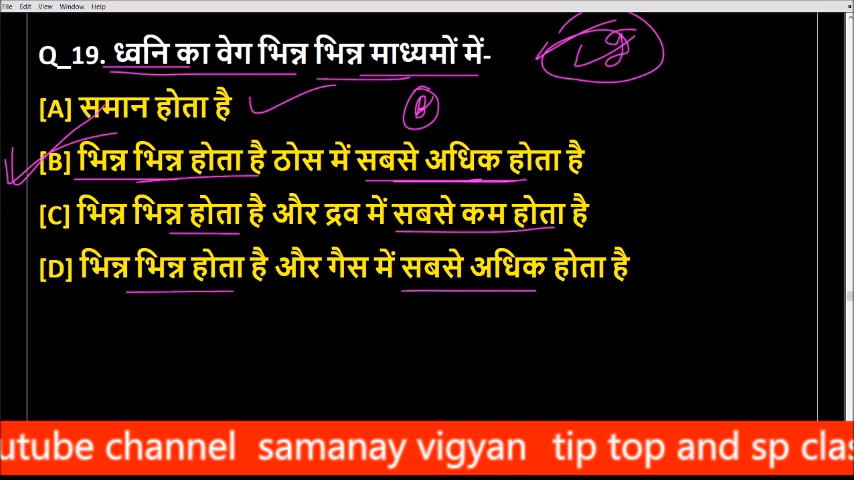 File Edit View Window Help
Q_19. ध्वनि का वेग भिन्न भिन्न माध्यमों में-
[A] समान होता है
B
[B] भिन्न भिन्न होता है ठोस में सबसे अधिक होता है
[C] भिन्न भिन्न होता है और द्रव में सबसे कम होता है
[D] भिन्न भिन्न होता है और गैस में सबसे अधिक होता है
utube channel samanay vigyan tip top and sp clas